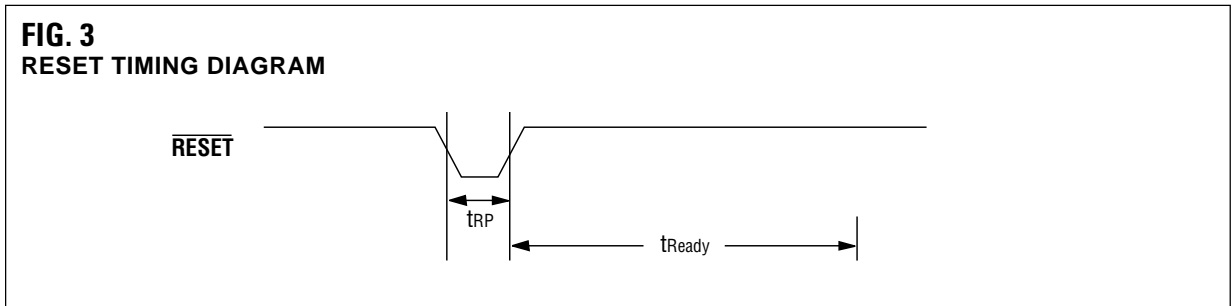 FIG. 3
RESET TIMING DIAGRAM
RESET
tRP
tReady